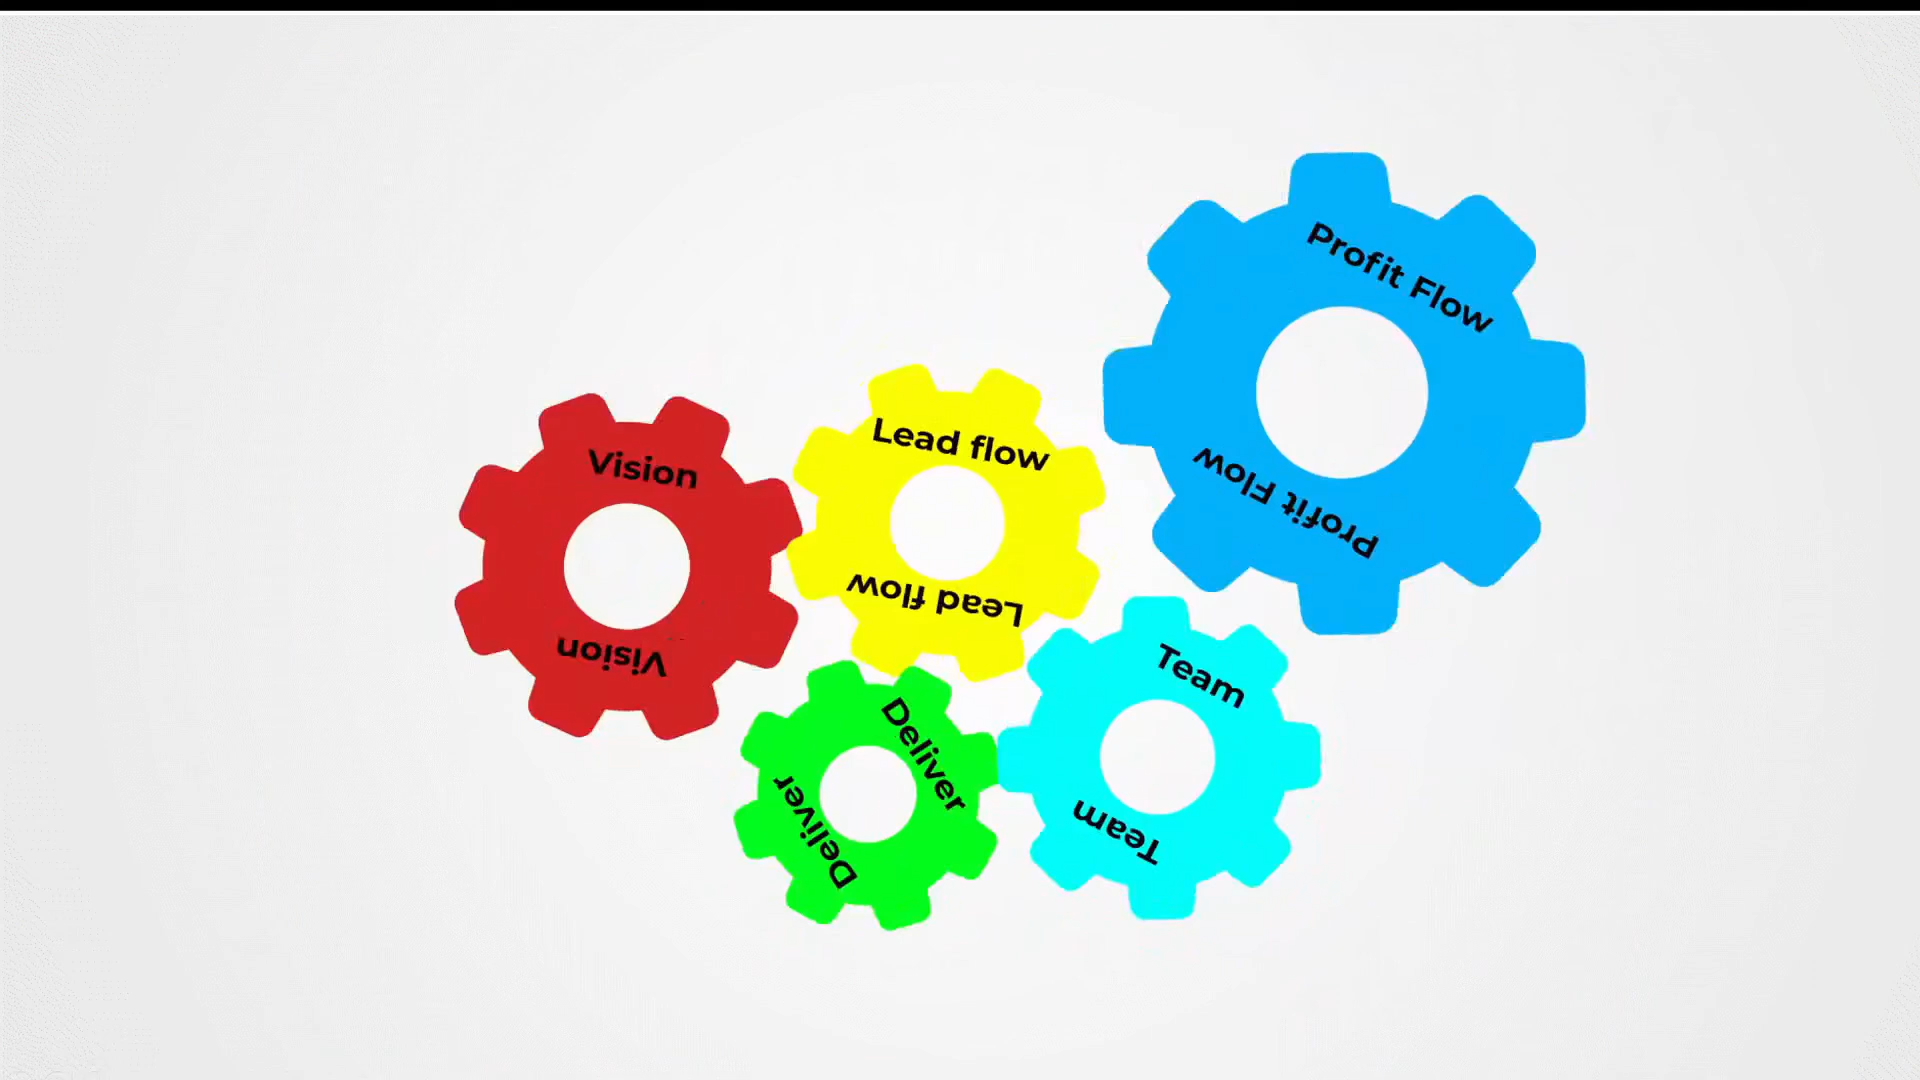 Vision
Vision
Lead flow
Lead flow
Deliver
Deliver
Team
Team
Profit Flow
Profit Flow